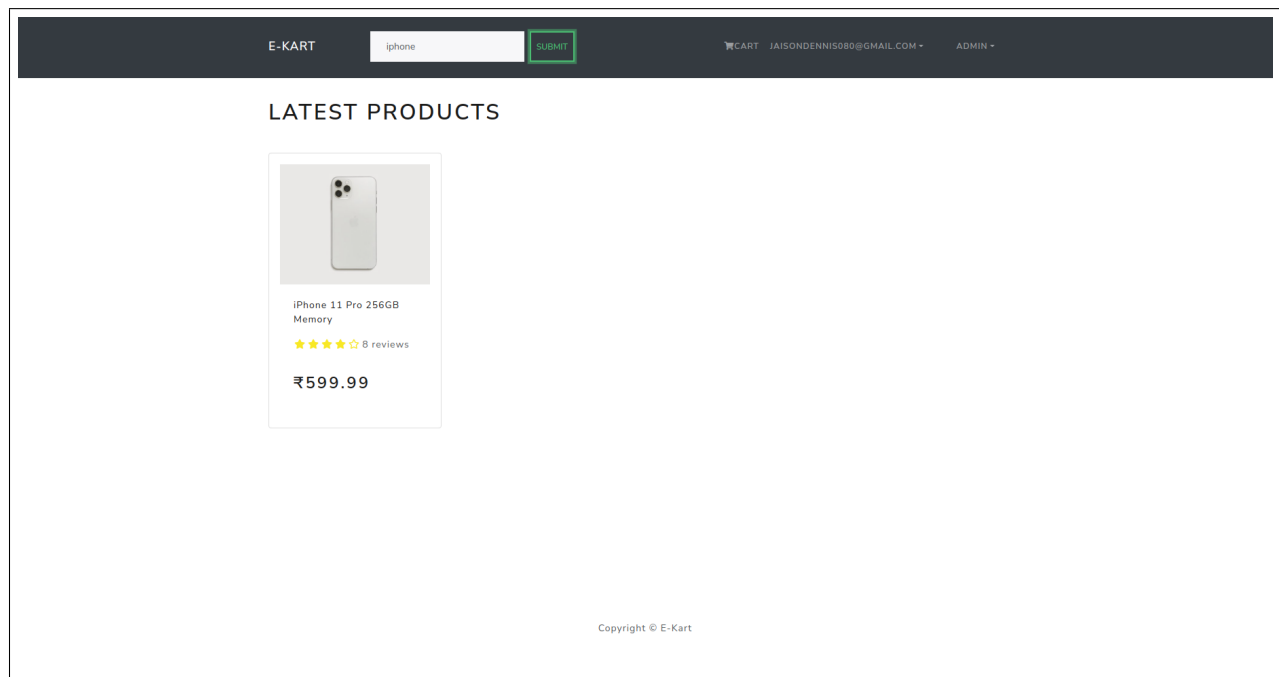 E-KART iphone SUBMIT CART JAISONDENNIS080@GMAIL.COM ADMIN
LATEST PRODUCTS
iPhone 11 Pro 256GB
Memory
8 reviews
₹599.99
Copyright © E-Kart